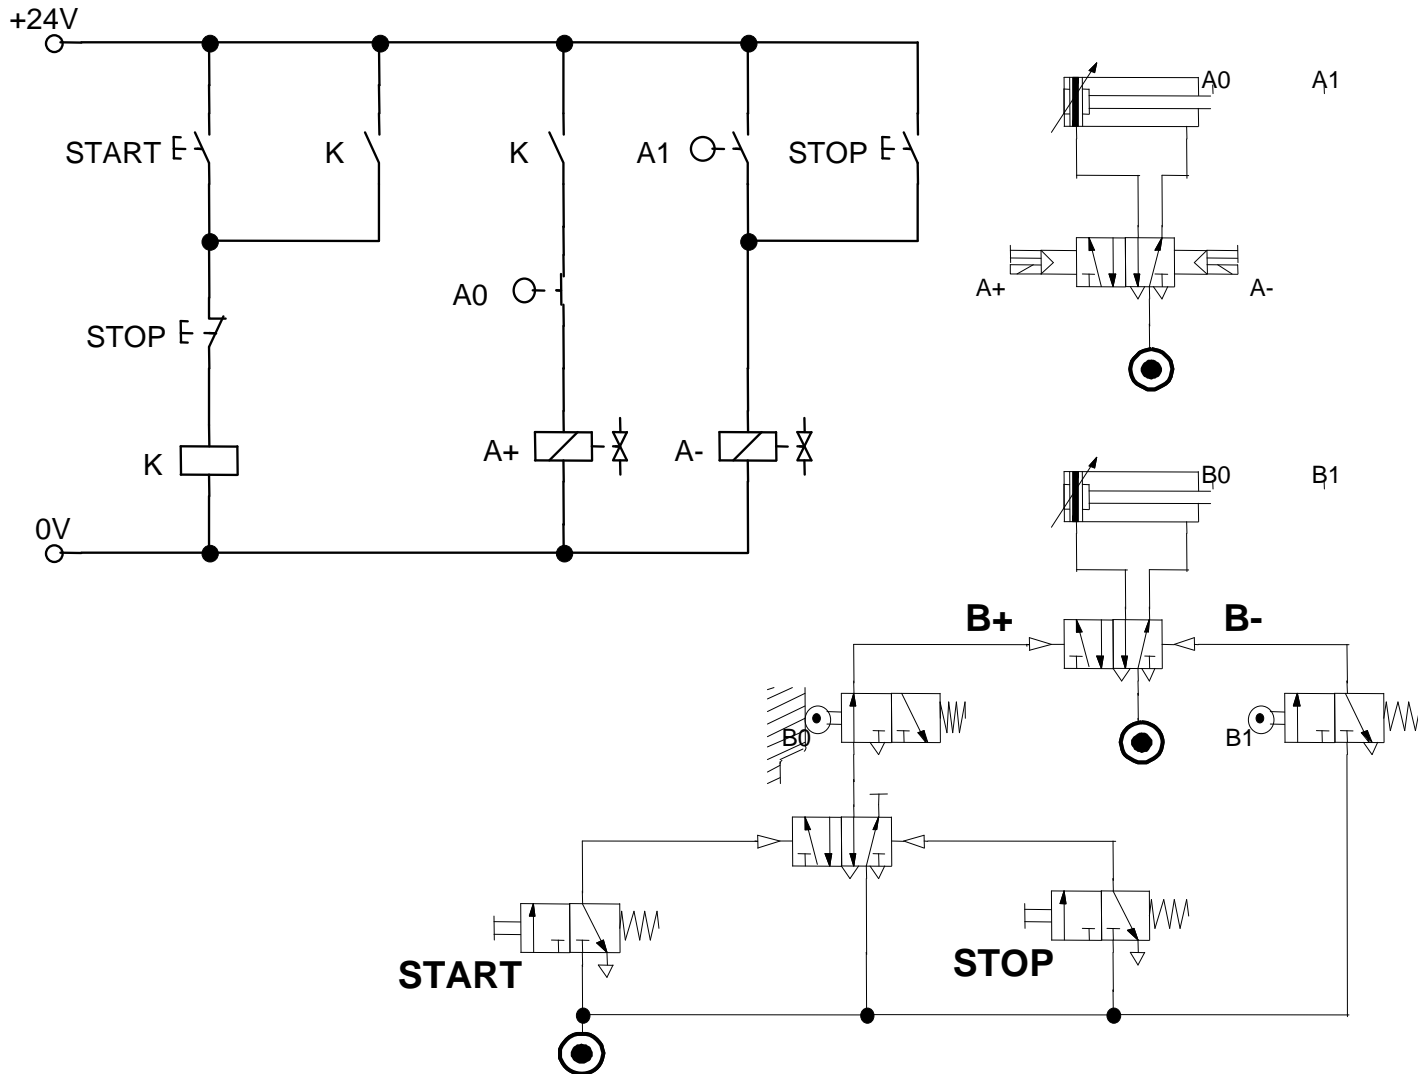 +24V
A0 A1
START K K A1 STOP
A0
A+ A-
STOP
A+ A-
K
B0 B1
0V
B+ B-
B0 B1
START STOP